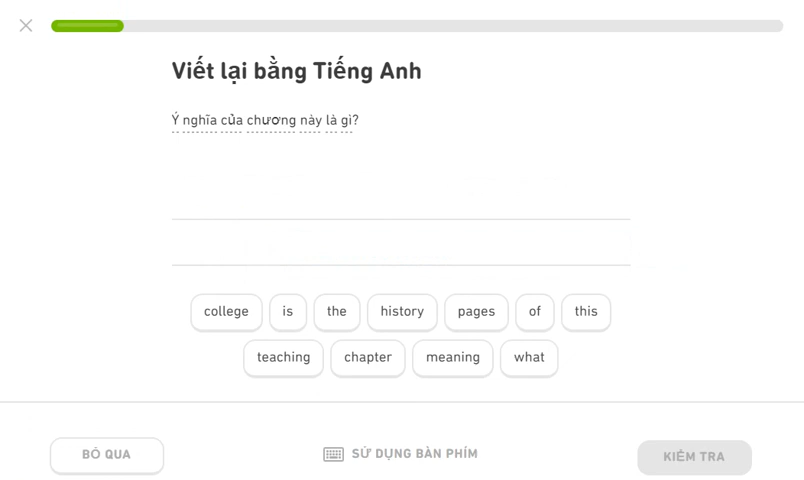 Viết lại bằng Tiếng Anh
Ý nghĩa của chương này là gì?
college is the history pages of this
teaching chapter meaning what
BỎ QUA
SỬ DỤNG BÀN PHÍM
KIỂM TRA